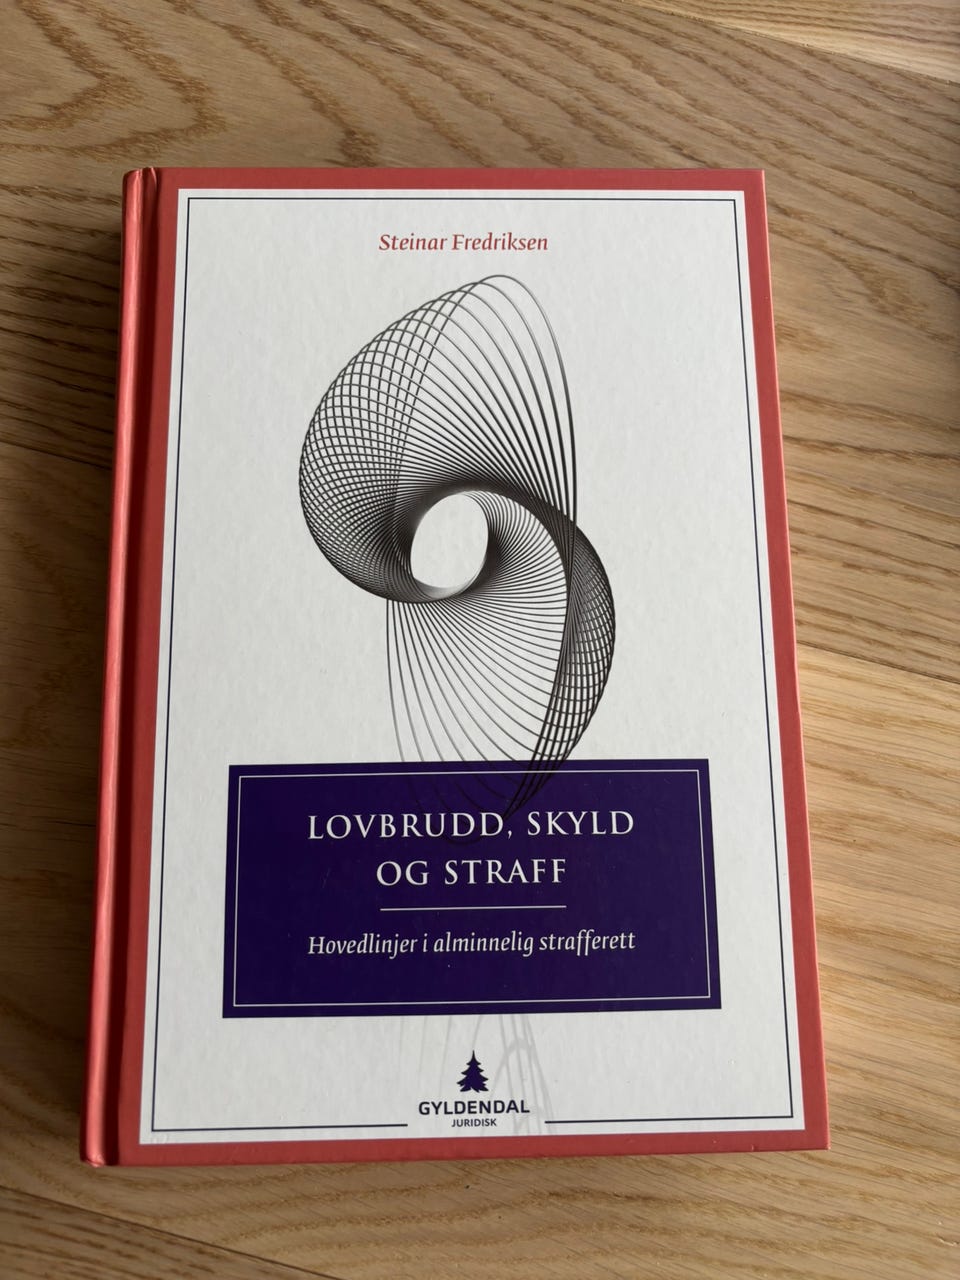 Steinar Fredriksen
LOVBRUDD, SKYLD
OG STRAFF
Hovedlinjer i alminnelig strafferett
GYLDENDAL
JURIDISK